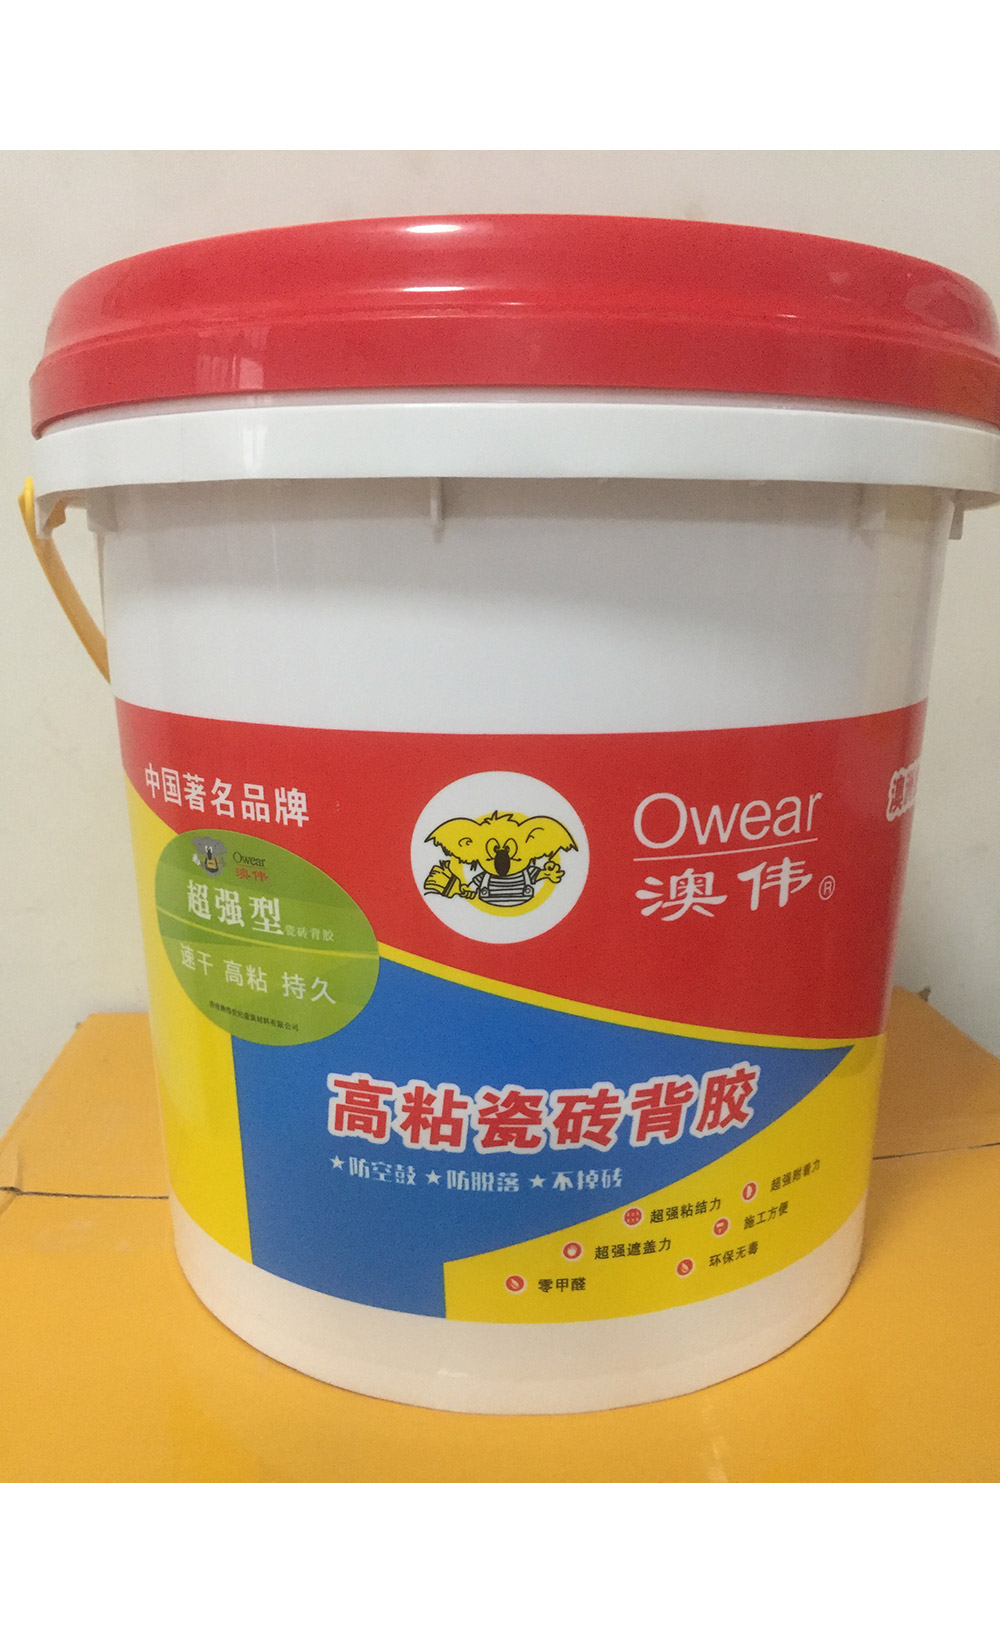 中国著名品牌
Owear
澳伟®
Owear
澳伟
超强型
瓷砖背胶
速干 高粘 持久
高粘瓷砖背胶
★防空鼓★防脱落★不掉砖
超强粘结力
超强附着力
超强遮盖力
施工方便
零甲醛
环保无毒